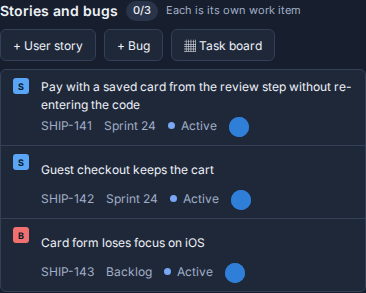 Stories and bugs 0/3 Each is its own work item
+ User story + Bug Task board
S Pay with a saved card from the review step without re-
entering the code
SHIP-141 Sprint 24 Active
S Guest checkout keeps the cart
SHIP-142 Sprint 24 Active
B Card form loses focus on iOS
SHIP-143 Backlog Active